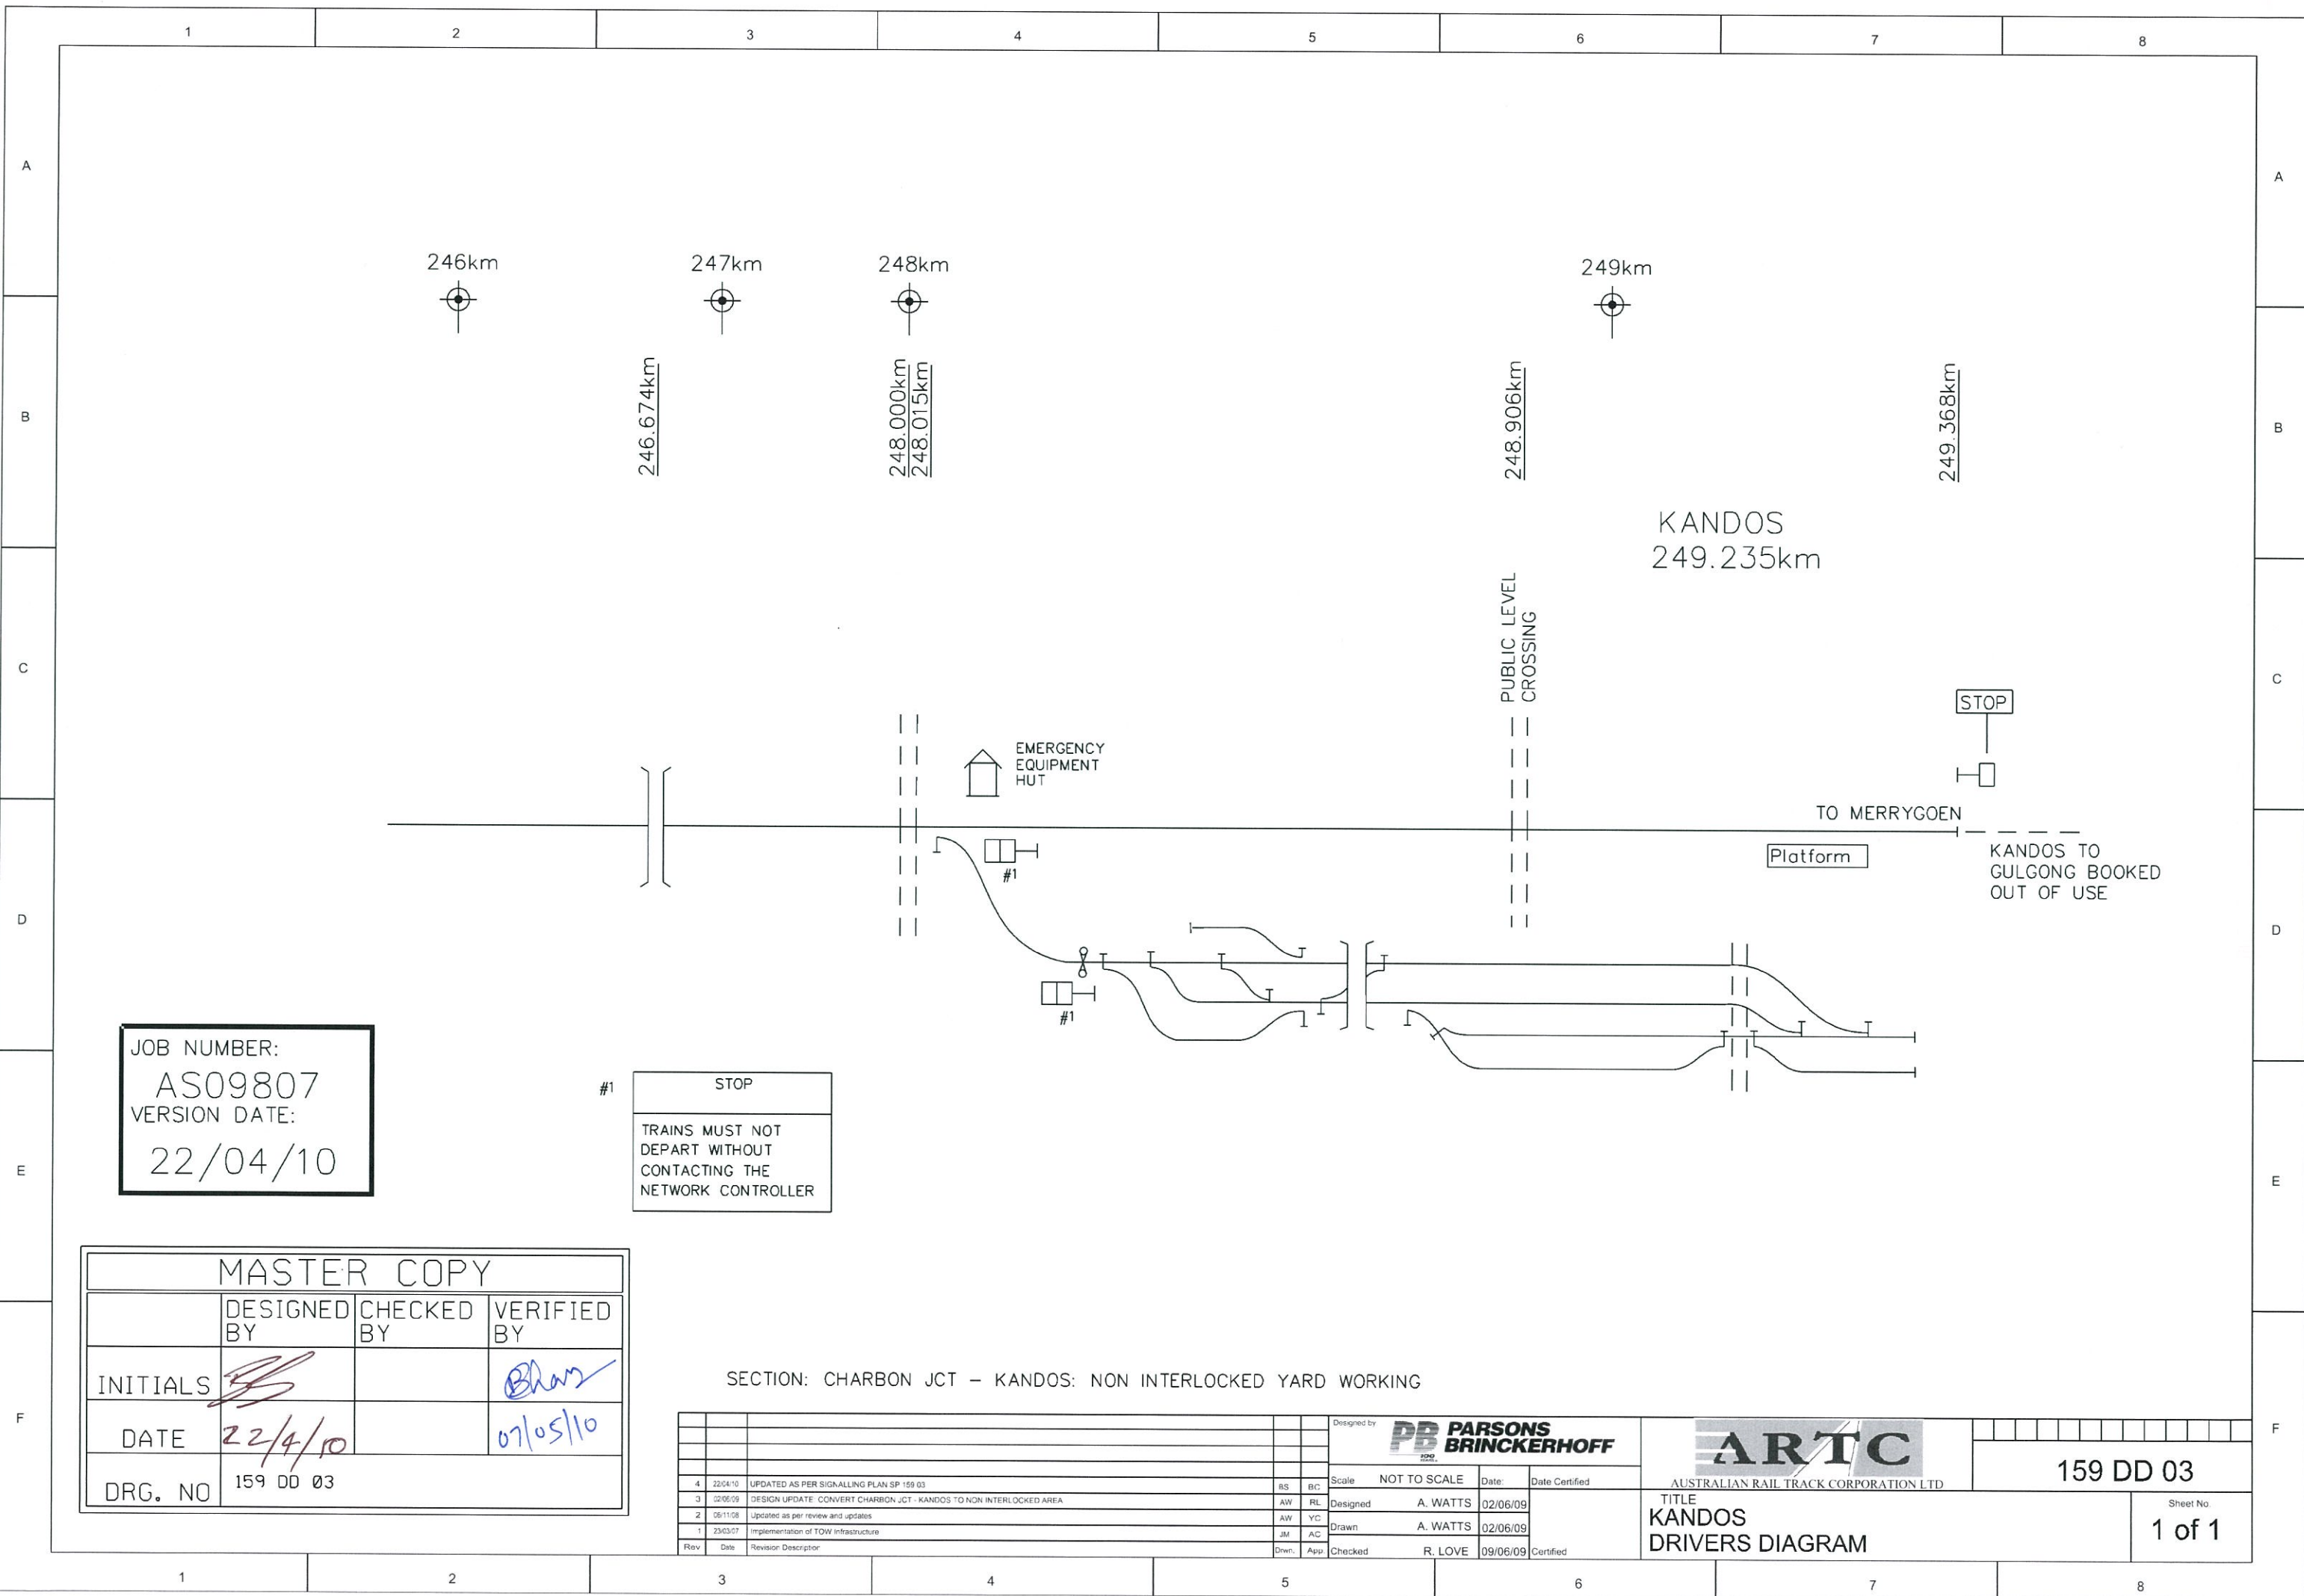 1 2 3 4 5 6 7 8
A A
246km 247km 248km 249km
B B
246.674km
248.000km
248.015km
248.906km
249.368km
KANDOS
249.235km
C C
PUBLIC LEVEL
CROSSING
STOP
EMERGENCY
EQUIPMENT
HUT
TO MERRYGOEN
Platform
KANDOS TO
GULGONG BOOKED
OUT OF USE
#1
D D
#1
JOB NUMBER:
AS09807
VERSION DATE:
22/04/10
#1 STOP
TRAINS MUST NOT
DEPART WITHOUT
CONTACTING THE
NETWORK CONTROLLER
E E
MASTER COPY
DESIGNED
BY
CHECKED
BY
VERIFIED
BY
INITIALS
DATE 22/4/10 07/05/10
DRG. NO 159 DD 03
SECTION: CHARBON JCT – KANDOS: NON INTERLOCKED YARD WORKING
F F
4 22/04/10 UPDATED AS PER SIGNALLING PLAN SP 159 03 BS BC
3 02/06/09 DESIGN UPDATE: CONVERT CHARBON JCT - KANDOS TO NON INTERLOCKED AREA AW RL
2 06/11/08 Updated as per review and updates AW YC
1 23/03/07 Implementation of TOW Infrastructure JM AC
Rev Date Revision Description Drwn. App.
Designed by
PB PARSONS
BRINCKERHOFF
100
Scale NOT TO SCALE Date: Date Certified
Designed A. WATTS 02/06/09
Drawn A. WATTS 02/06/09
Checked R. LOVE 09/06/09 Certified
ARTC
AUSTRALIAN RAIL TRACK CORPORATION LTD
TITLE
KANDOS
DRIVERS DIAGRAM
159 DD 03
Sheet No.
1 of 1
1 2 3 4 5 6 7 8